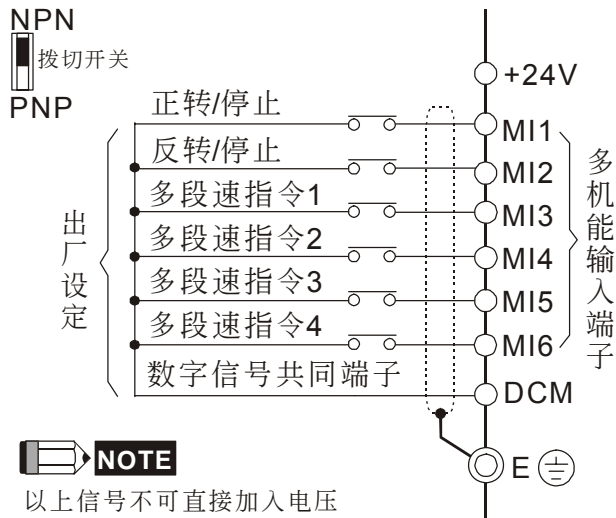 NPN
拨切开关
PNP
+24V
正转/停止
MI1
反转/停止
MI2
多段速指令1
MI3
多段速指令2
MI4
多段速指令3
MI5
多段速指令4
MI6
数字信号共同端子
DCM
出厂设定
多机能输入端子
E
NOTE
以上信号不可直接加入电压